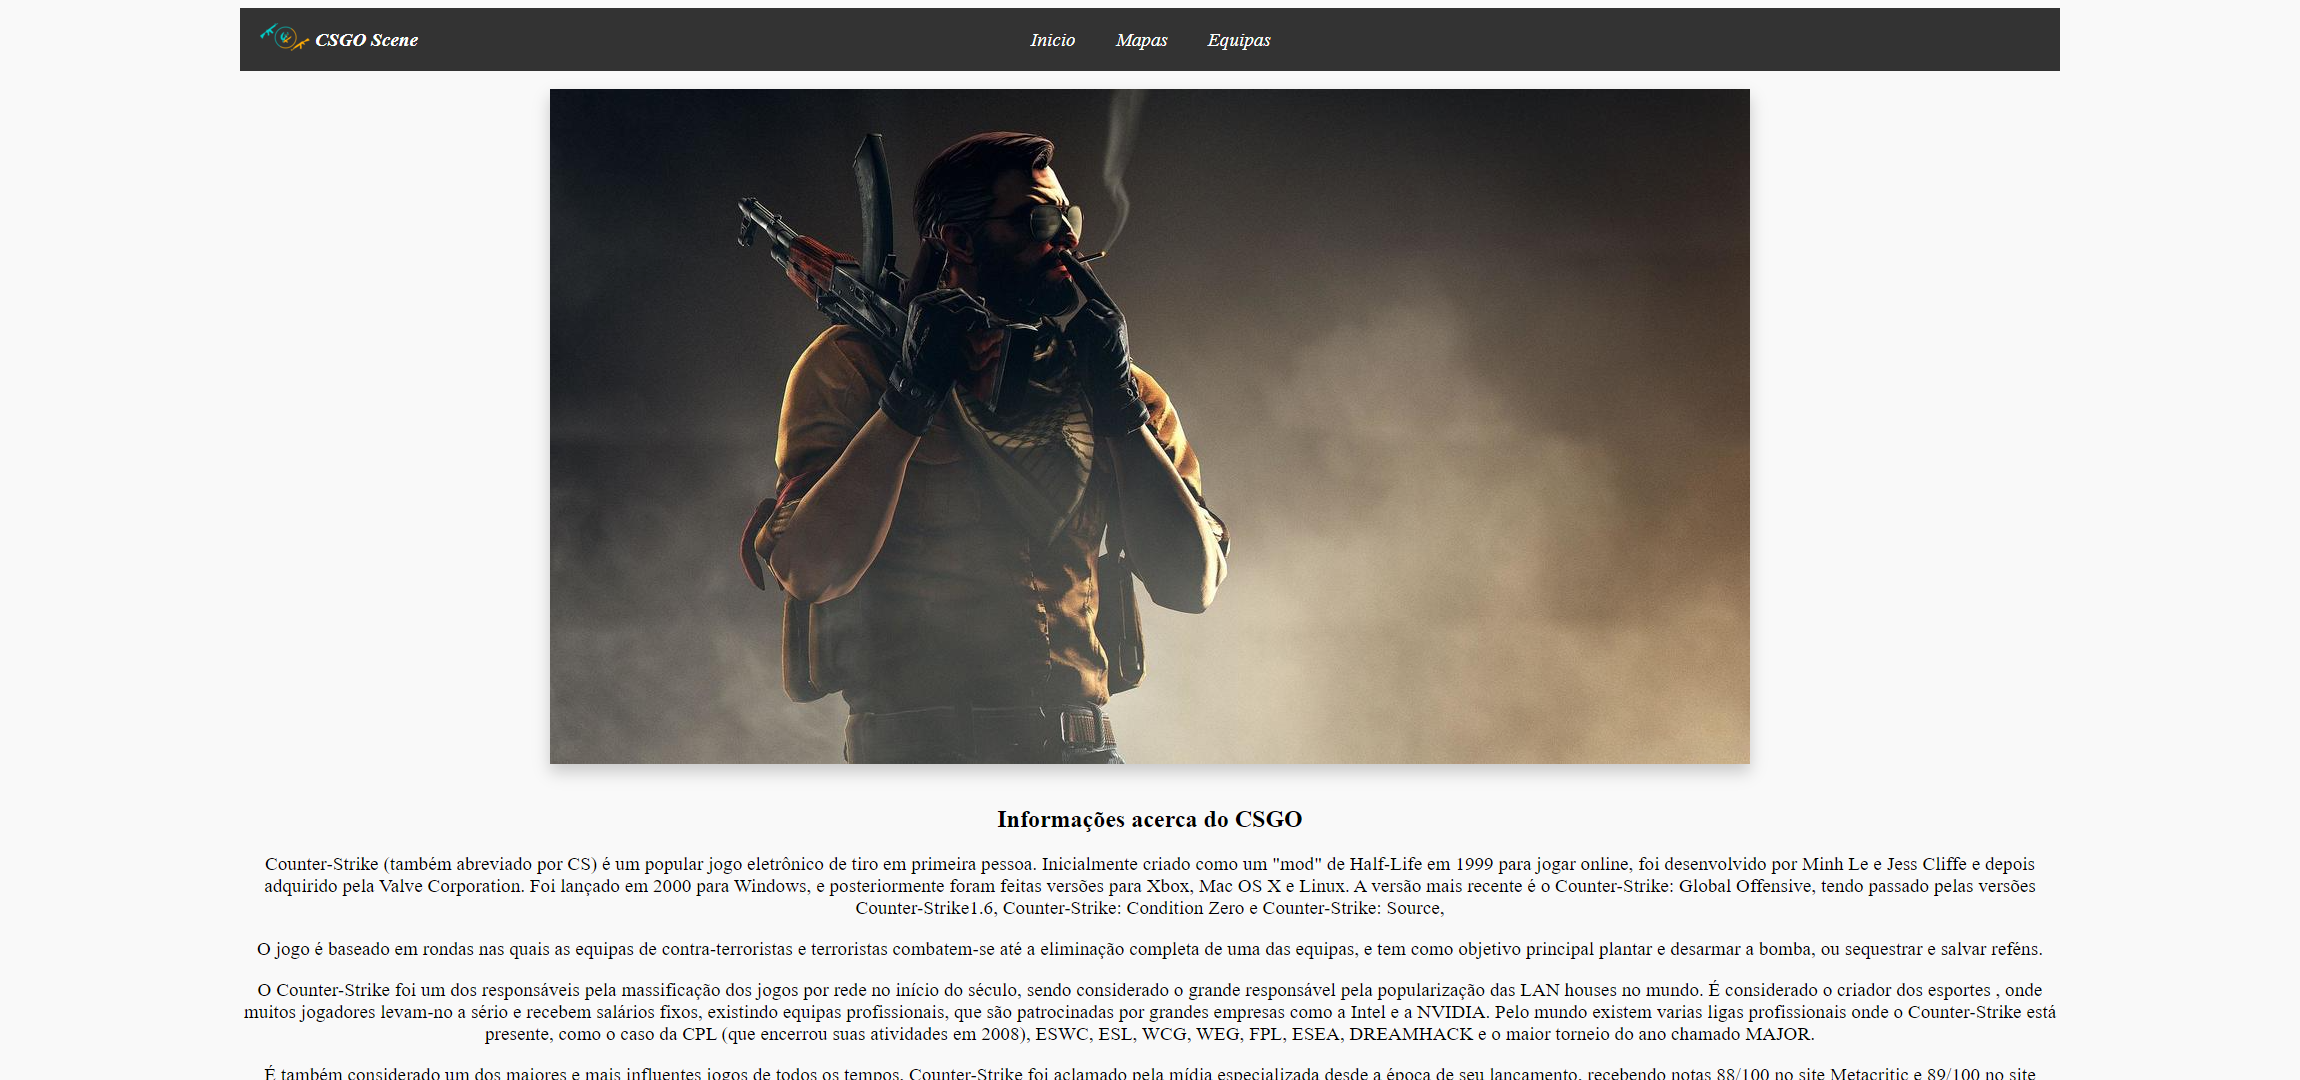 CSGO Scene
Inicio Mapas Equipas
Informações acerca do CSGO
Counter-Strike (também abreviado por CS) é um popular jogo eletrônico de tiro em primeira pessoa. Inicialmente criado como um "mod" de Half-Life em 1999 para jogar online, foi desenvolvido por Minh Le e Jess Cliffe e depois
adquirido pela Valve Corporation. Foi lançado em 2000 para Windows, e posteriormente foram feitas versões para Xbox, Mac OS X e Linux. A versão mais recente é o Counter-Strike: Global Offensive, tendo passado pelas versões
Counter-Strike1.6, Counter-Strike: Condition Zero e Counter-Strike: Source,
O jogo é baseado em rondas nas quais as equipas de contra-terroristas e terroristas combatem-se até a eliminação completa de uma das equipas, e tem como objetivo principal plantar e desarmar a bomba, ou sequestrar e salvar reféns.
O Counter-Strike foi um dos responsáveis pela massificação dos jogos por rede no início do século, sendo considerado o grande responsável pela popularização das LAN houses no mundo. É considerado o criador dos esportes , onde
muitos jogadores levam-no a sério e recebem salários fixos, existindo equipas profissionais, que são patrocinadas por grandes empresas como a Intel e a NVIDIA. Pelo mundo existem varias ligas profissionais onde o Counter-Strike está
presente, como o caso da CPL (que encerrou suas atividades em 2008), ESWC, ESL, WCG, WEG, FPL, ESEA, DREAMHACK e o maior torneio do ano chamado MAJOR.
É também considerado um dos maiores e mais influentes jogos de todos os tempos. Counter-Strike foi aclamado pela mídia especializada desde a época de seu lançamento, recebendo notas 88/100 no site Metacritic e 89/100 no site